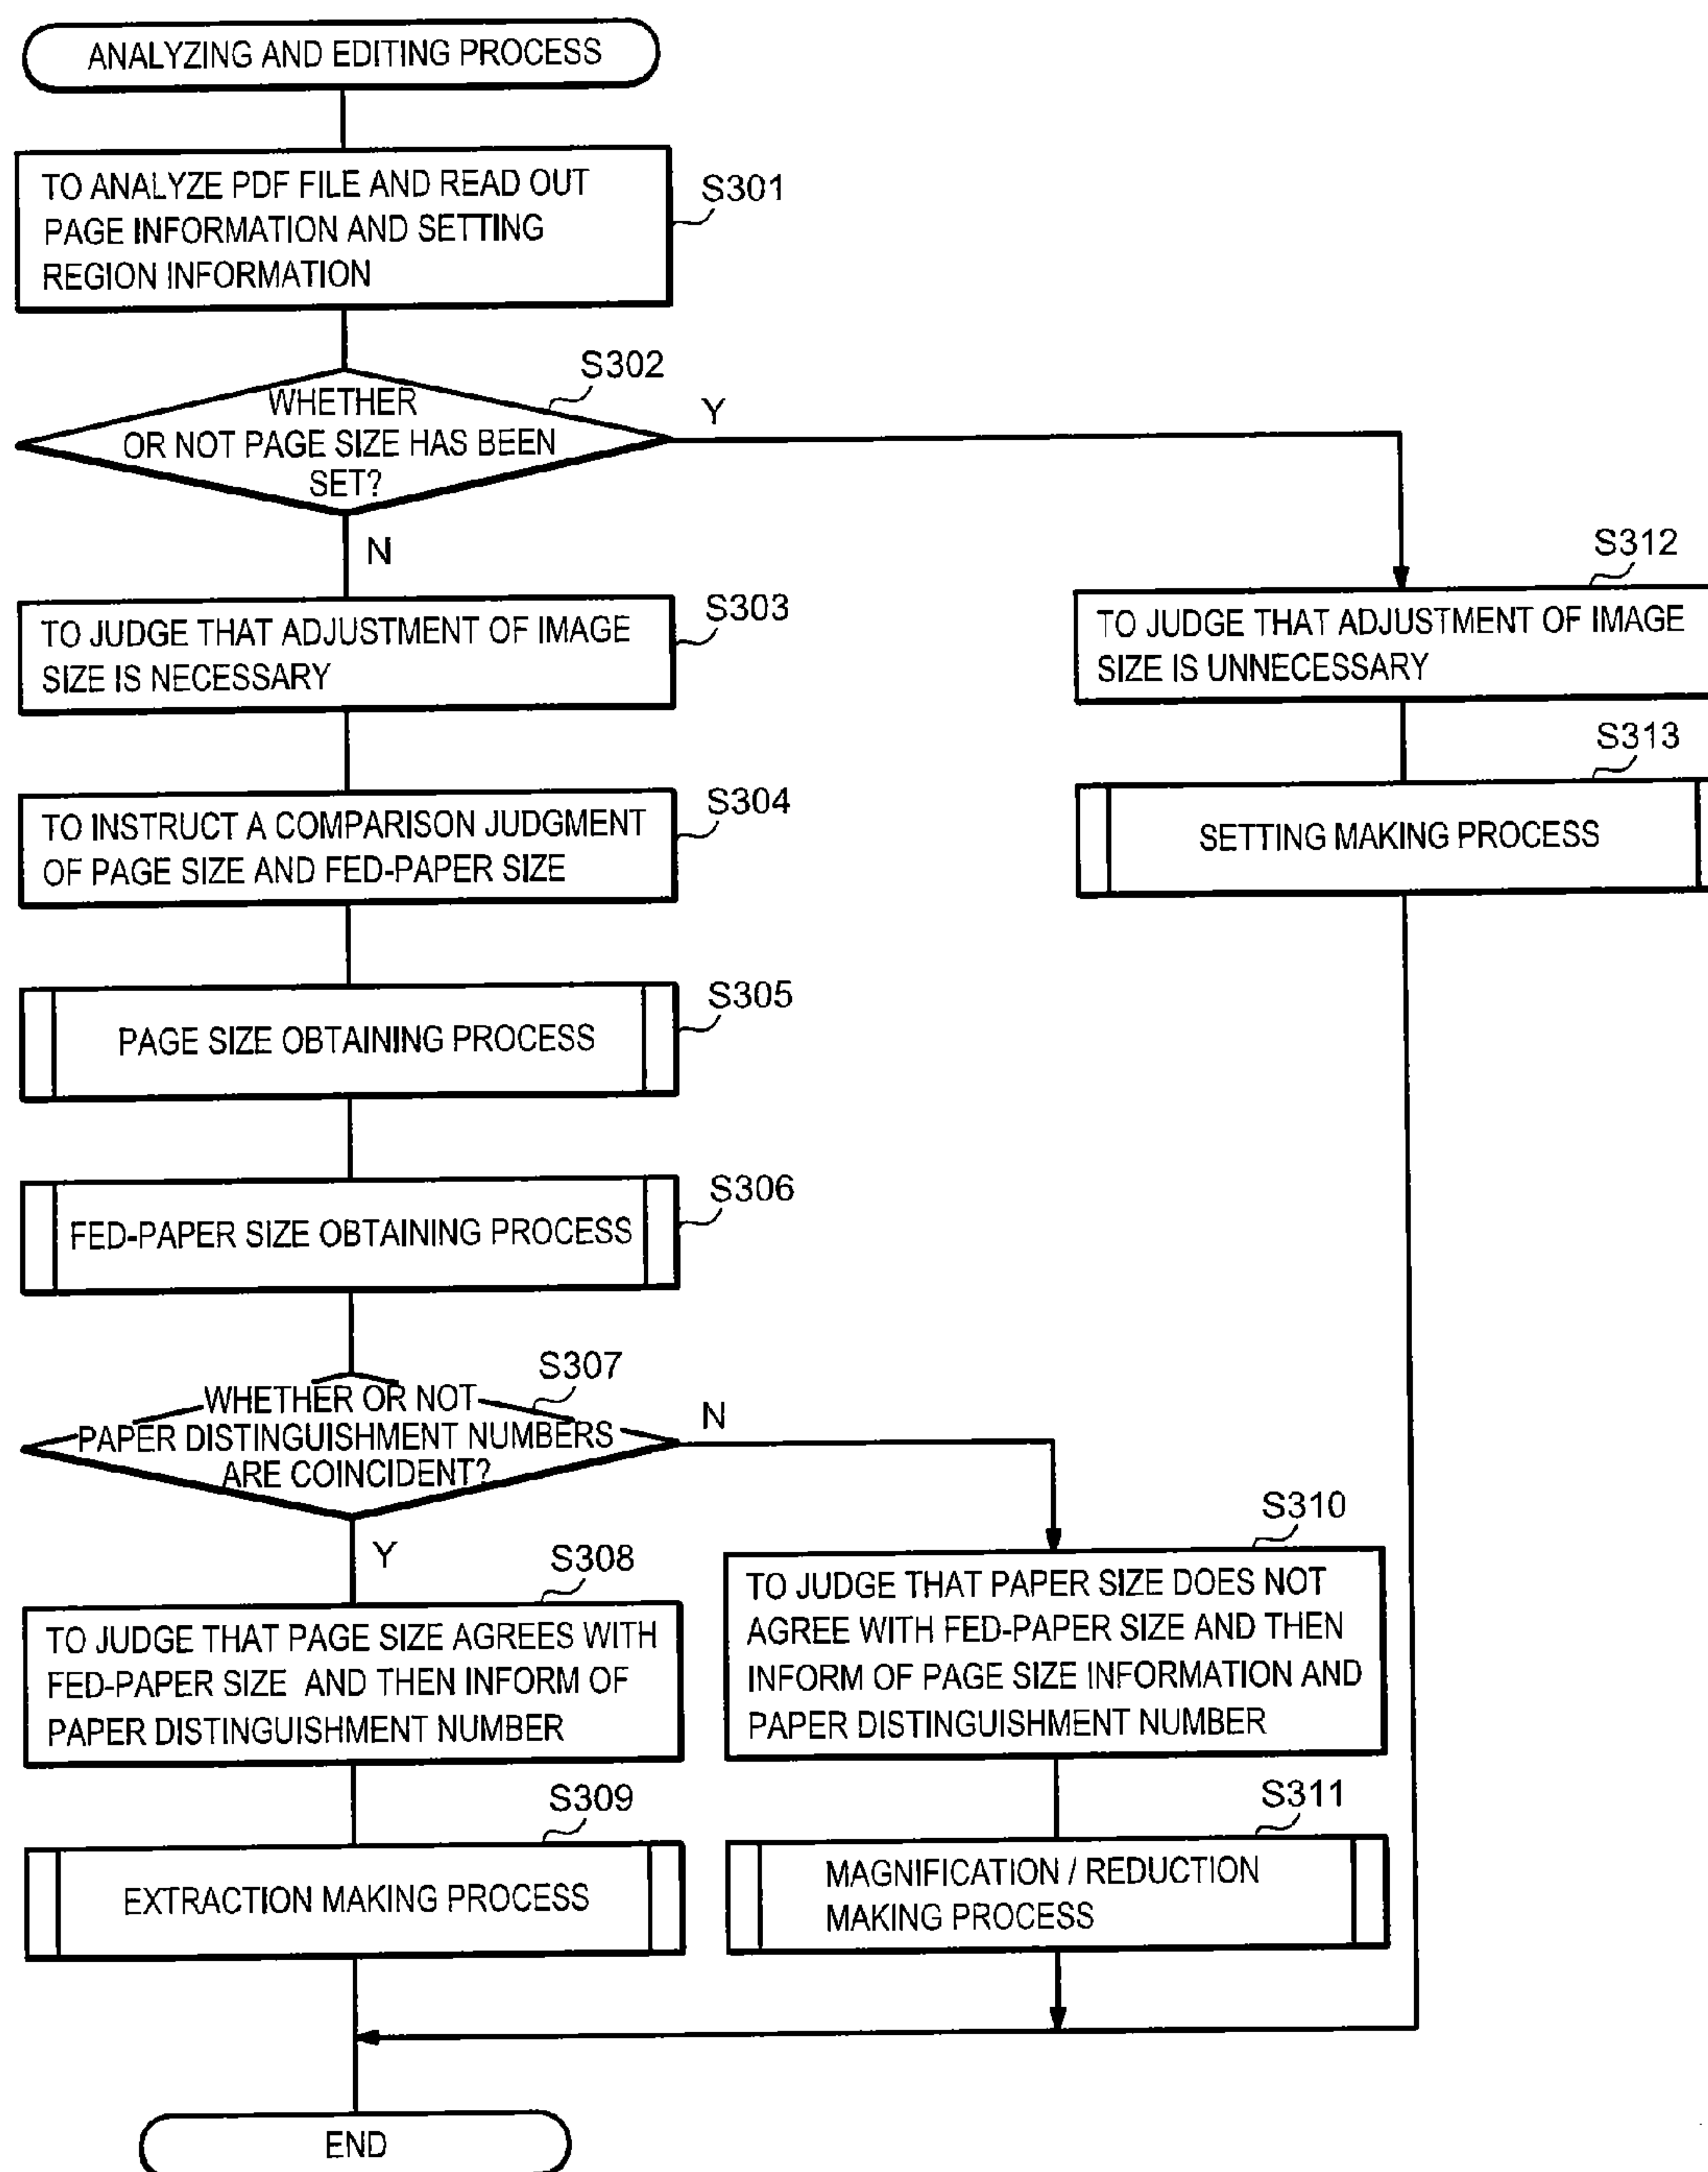 ANALYZING AND EDITING PROCESS
TO ANALYZE PDF FILE AND READ OUT
PAGE INFORMATION AND SETTING
REGION INFORMATION
S301
S302
WHETHER
OR NOT PAGE SIZE HAS BEEN
SET?
Y
N
S303
TO JUDGE THAT ADJUSTMENT OF IMAGE
SIZE IS NECESSARY
S312
TO JUDGE THAT ADJUSTMENT OF IMAGE
SIZE IS UNNECESSARY
S304
TO INSTRUCT A COMPARISON JUDGMENT
OF PAGE SIZE AND FED-PAPER SIZE
S313
SETTING MAKING PROCESS
S305
PAGE SIZE OBTAINING PROCESS
S306
FED-PAPER SIZE OBTAINING PROCESS
S307
WHETHER OR NOT
PAPER DISTINGUISHMENT NUMBERS
ARE COINCIDENT?
N
Y
S308
TO JUDGE THAT PAGE SIZE AGREES WITH
FED-PAPER SIZE AND THEN INFORM OF
PAPER DISTINGUISHMENT NUMBER
S310
TO JUDGE THAT PAPER SIZE DOES NOT
AGREE WITH FED-PAPER SIZE AND THEN
INFORM OF PAGE SIZE INFORMATION AND
PAPER DISTINGUISHMENT NUMBER
S309
EXTRACTION MAKING PROCESS
S311
MAGNIFICATION / REDUCTION
MAKING PROCESS
END